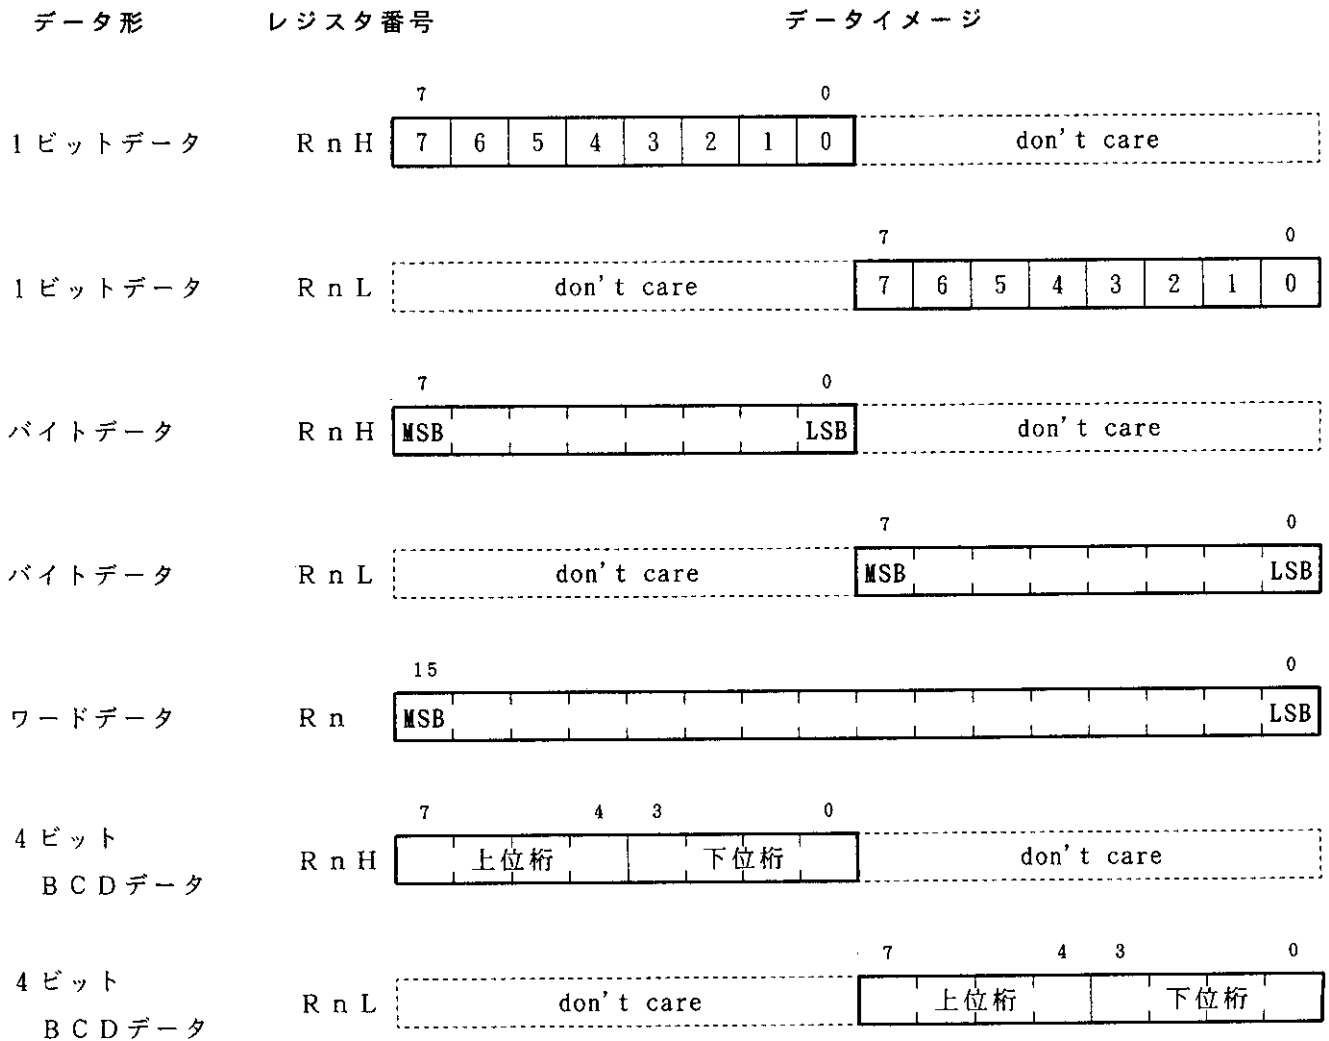 データ形 レジスタ番号 データイメージ
7 0
1ビットデータ RnH 7 6 5 4 3 2 1 0 don't care
7 0
1ビットデータ RnL don't care 7 6 5 4 3 2 1 0
7 0
バイトデータ RnH MSB LSB don't care
7 0
バイトデータ RnL don't care MSB LSB
15 0
ワードデータ Rn MSB LSB
7 4 3 0
4ビット
BCDデータ RnH 上位桁 下位桁 don't care
7 4 3 0
4ビット
BCDデータ RnL don't care 上位桁 下位桁